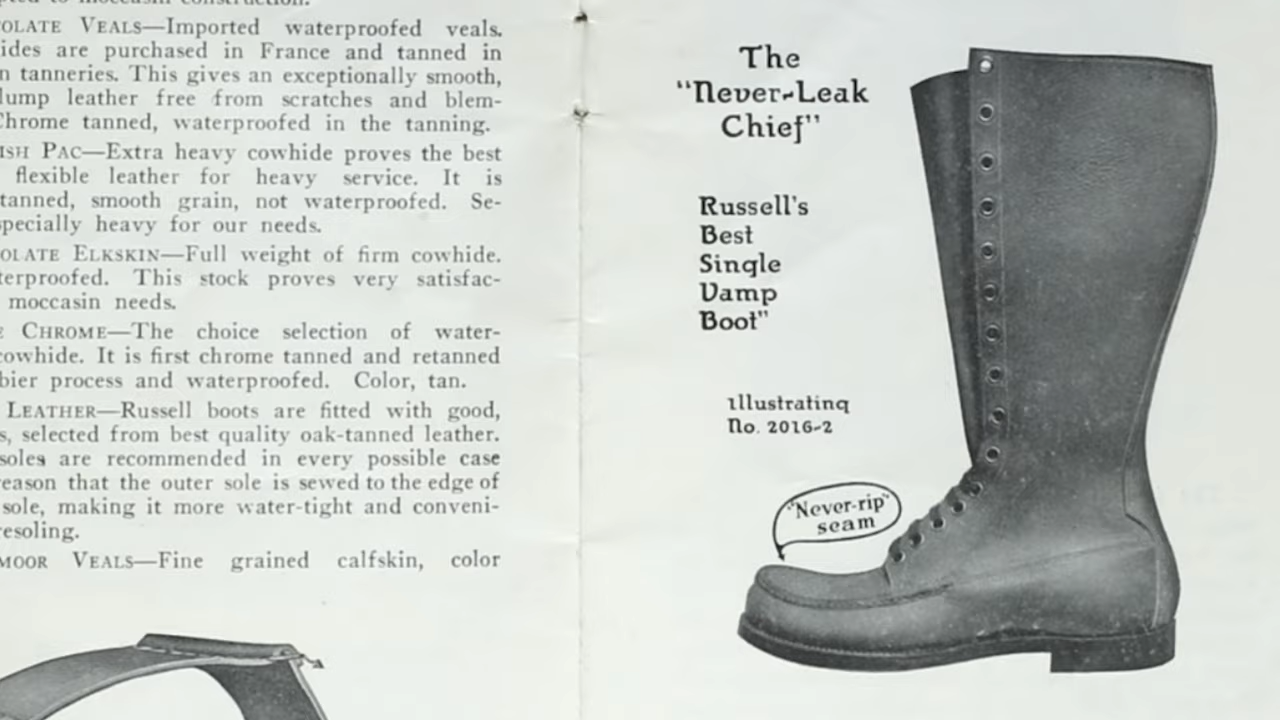 OLATE VEALS—Imported waterproofed veals.
ides are purchased in France and tanned in
n tanneries. This gives an exceptionally smooth,
lump leather free from scratches and blem-
Chrome tanned, waterproofed in the tanning.
ISH PAC—Extra heavy cowhide proves the best
flexible leather for heavy service. It is
tanned, smooth grain, not waterproofed. Se-
specially heavy for our needs.
OLATE ELKSKIN—Full weight of firm cowhide.
terproofed. This stock proves very satisfac-
moccasin needs.
E CHROME—The choice selection of water-
cowhide. It is first chrome tanned and retanned
bier process and waterproofed. Color, tan.
LEATHER—Russell boots are fitted with good,
s, selected from best quality oak-tanned leather.
soles are recommended in every possible case
reason that the outer sole is sewed to the edge of
sole, making it more water-tight and conveni-
resoling.
MOOR VEALS—Fine grained calfskin, color
The
"Never-Leak
Chief"
Russell's
Best
Single
Vamp
Boot"
Illustrating
No. 2016-2
"Never-rip"
seam